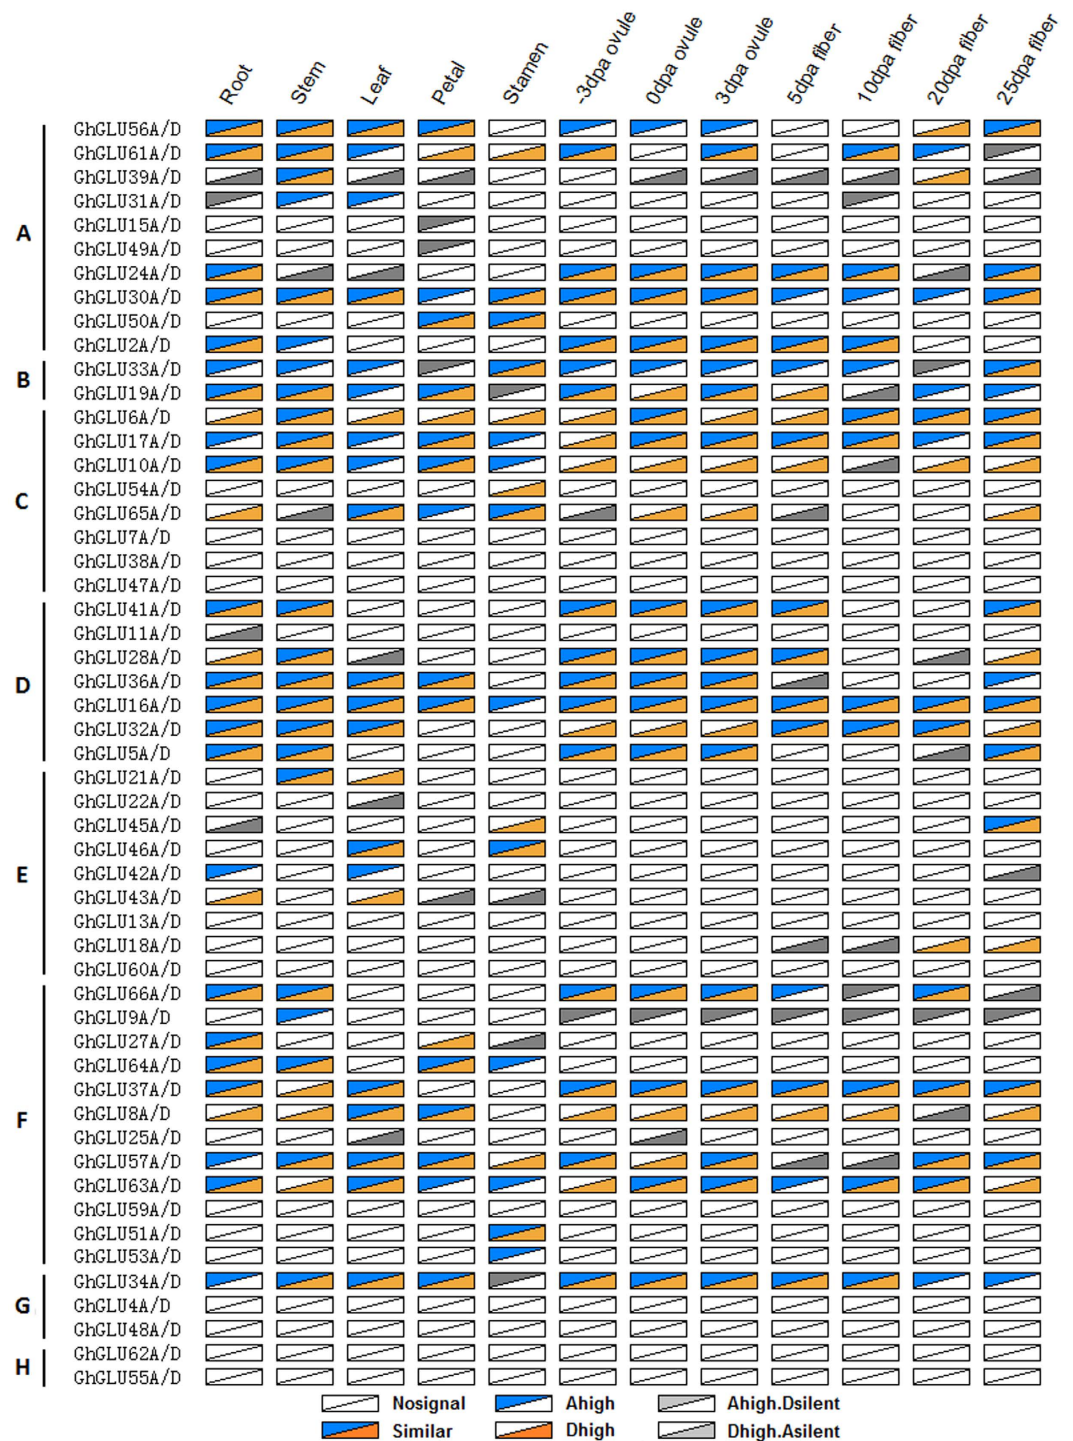 Root Stem Leaf Petal Stamen -3dpa ovule 0dpa ovule 3dpa ovule 5dpa fiber 10dpa fiber 20dpa fiber 25dpa fiber
A
GhGLU56A/D
GhGLU61A/D
GhGLU39A/D
GhGLU31A/D
GhGLU15A/D
GhGLU49A/D
GhGLU24A/D
GhGLU30A/D
GhGLU50A/D
GhGLU2A/D
B
GhGLU33A/D
GhGLU19A/D
C
GhGLU6A/D
GhGLU17A/D
GhGLU10A/D
GhGLU54A/D
GhGLU65A/D
GhGLU7A/D
GhGLU38A/D
GhGLU47A/D
D
GhGLU41A/D
GhGLU11A/D
GhGLU28A/D
GhGLU36A/D
GhGLU16A/D
GhGLU32A/D
GhGLU5A/D
E
GhGLU21A/D
GhGLU22A/D
GhGLU45A/D
GhGLU46A/D
GhGLU42A/D
GhGLU43A/D
GhGLU13A/D
GhGLU18A/D
GhGLU60A/D
F
GhGLU66A/D
GhGLU9A/D
GhGLU27A/D
GhGLU64A/D
GhGLU37A/D
GhGLU8A/D
GhGLU25A/D
GhGLU57A/D
GhGLU63A/D
GhGLU59A/D
GhGLU51A/D
GhGLU53A/D
G
GhGLU34A/D
GhGLU4A/D
GhGLU48A/D
H
GhGLU62A/D
GhGLU55A/D
Nosignal Ahigh Ahigh.Dsilent
Similar Dhigh Dhigh.Asilent